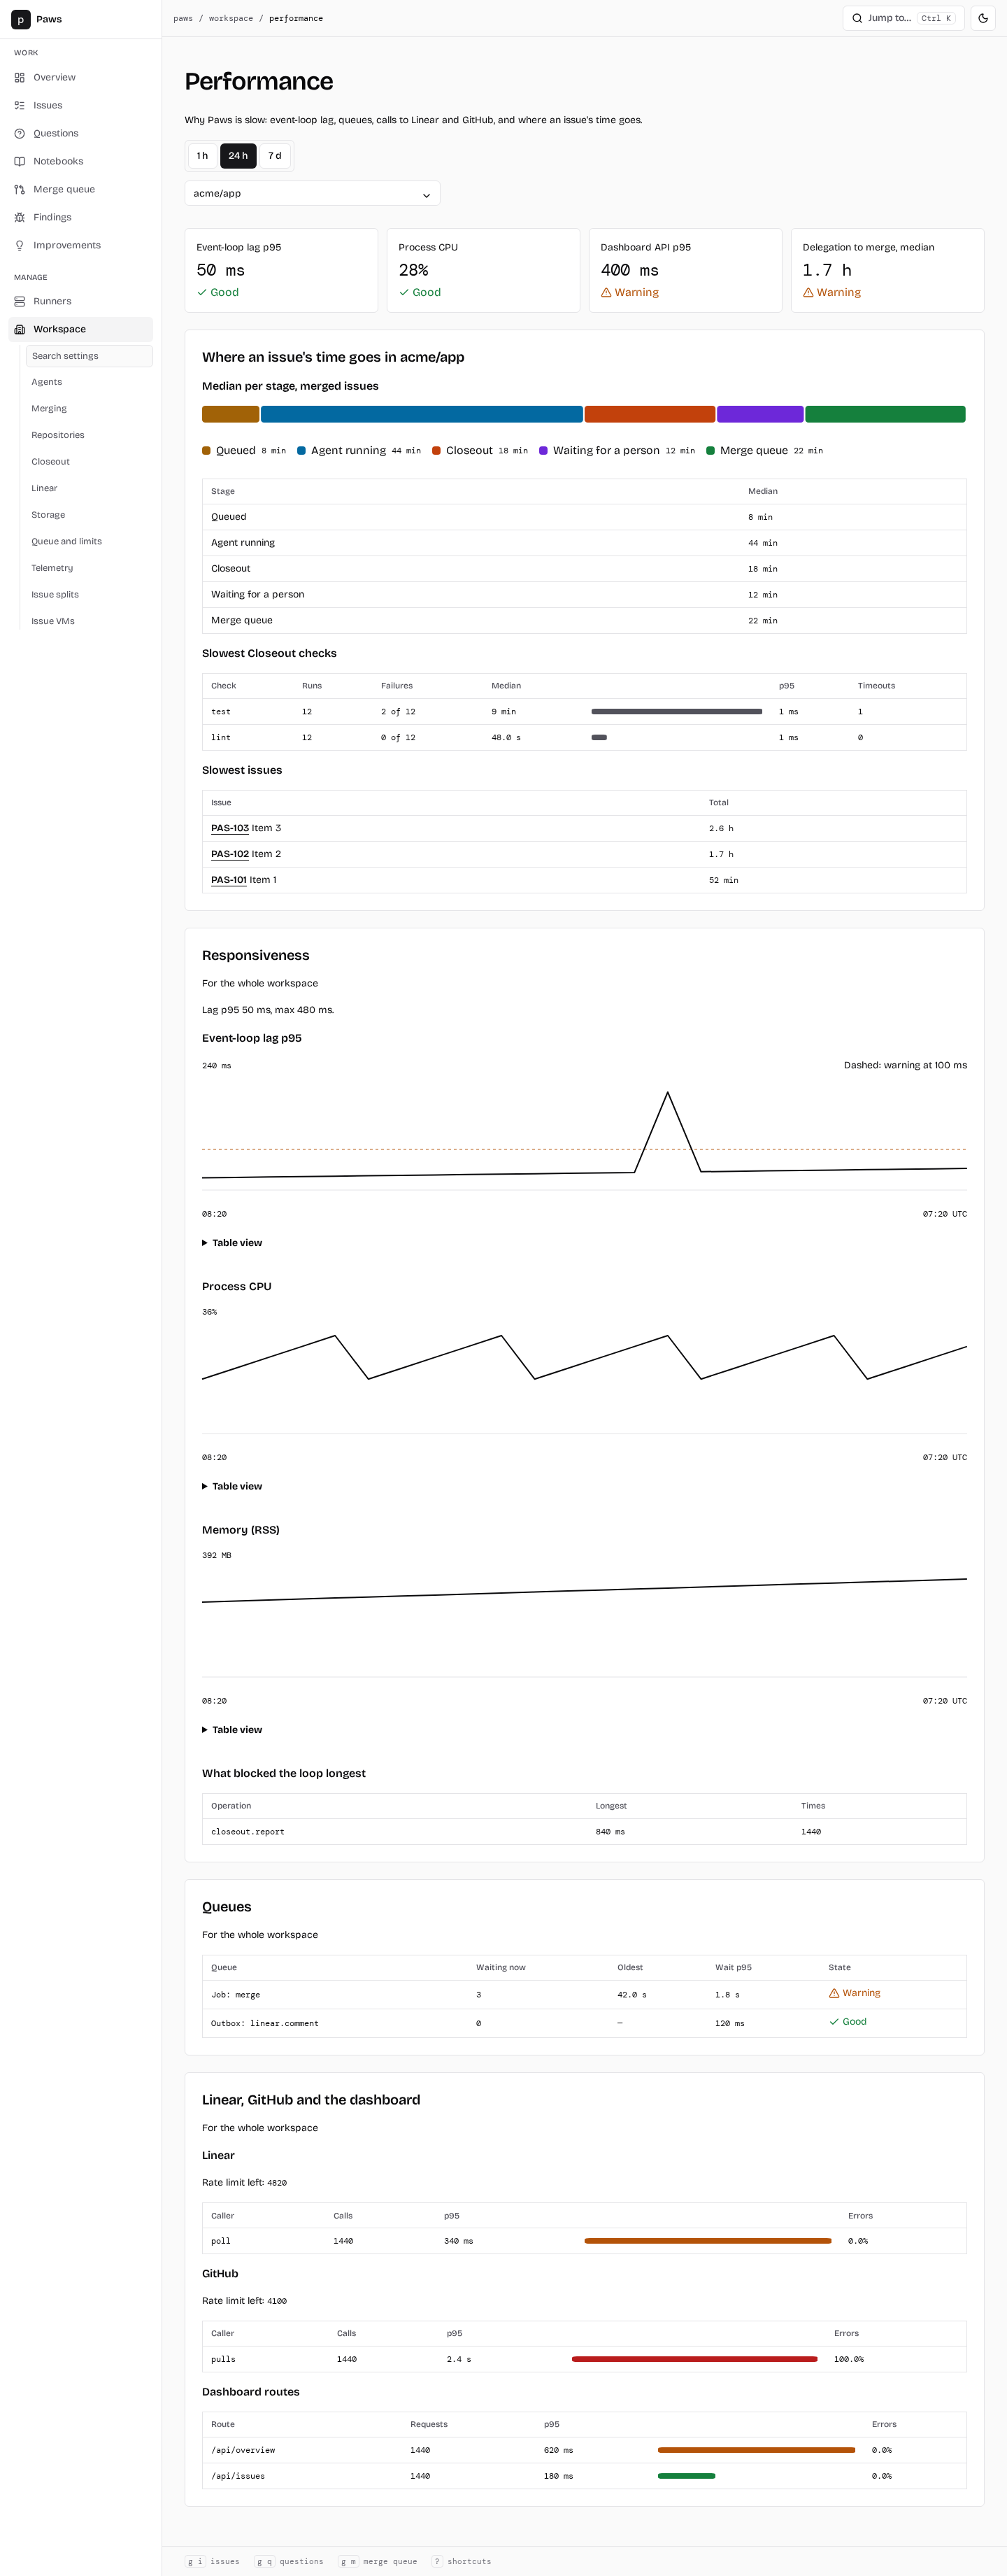 p Paws
WORK
Overview
Issues
Questions
Notebooks
Merge queue
Findings
Improvements
MANAGE
Runners
Workspace
Search settings
Agents
Merging
Repositories
Closeout
Linear
Storage
Queue and limits
Telemetry
Issue splits
Issue VMs
paws / workspace / performance
Jump to... Ctrl K
Performance
Why Paws is slow: event-loop lag, queues, calls to Linear and GitHub, and where an issue's time goes.
1 h 24 h 7 d
acme/app
Event-loop lag p95
50 ms
Good
Process CPU
28%
Good
Dashboard API p95
400 ms
Warning
Delegation to merge, median
1.7 h
Warning
Where an issue's time goes in acme/app
Median per stage, merged issues
Queued 8 min Agent running 44 min Closeout 18 min Waiting for a person 12 min Merge queue 22 min
Stage Median
Queued 8 min
Agent running 44 min
Closeout 18 min
Waiting for a person 12 min
Merge queue 22 min
Slowest Closeout checks
Check Runs Failures Median p95 Timeouts
test 12 2 of 12 9 min 1 ms 1
lint 12 0 of 12 48.0 s 1 ms 0
Slowest issues
Issue Total
PAS-103 Item 3 2.6 h
PAS-102 Item 2 1.7 h
PAS-101 Item 1 52 min
Responsiveness
For the whole workspace
Lag p95 50 ms, max 480 ms.
Event-loop lag p95
240 ms Dashed: warning at 100 ms
08:20 07:20 UTC
Table view
Process CPU
36%
08:20 07:20 UTC
Table view
Memory (RSS)
392 MB
08:20 07:20 UTC
Table view
What blocked the loop longest
Operation Longest Times
closeout.report 840 ms 1440
Queues
For the whole workspace
Queue Waiting now Oldest Wait p95 State
Job: merge 3 42.0 s 1.8 s Warning
Outbox: linear.comment 0 — 120 ms Good
Linear, GitHub and the dashboard
For the whole workspace
Linear
Rate limit left: 4820
Caller Calls p95 Errors
poll 1440 340 ms 0.0%
GitHub
Rate limit left: 4100
Caller Calls p95 Errors
pulls 1440 2.4 s 100.0%
Dashboard routes
Route Requests p95 Errors
/api/overview 1440 620 ms 0.0%
/api/issues 1440 180 ms 0.0%
g i issues g q questions g m merge queue ? shortcuts